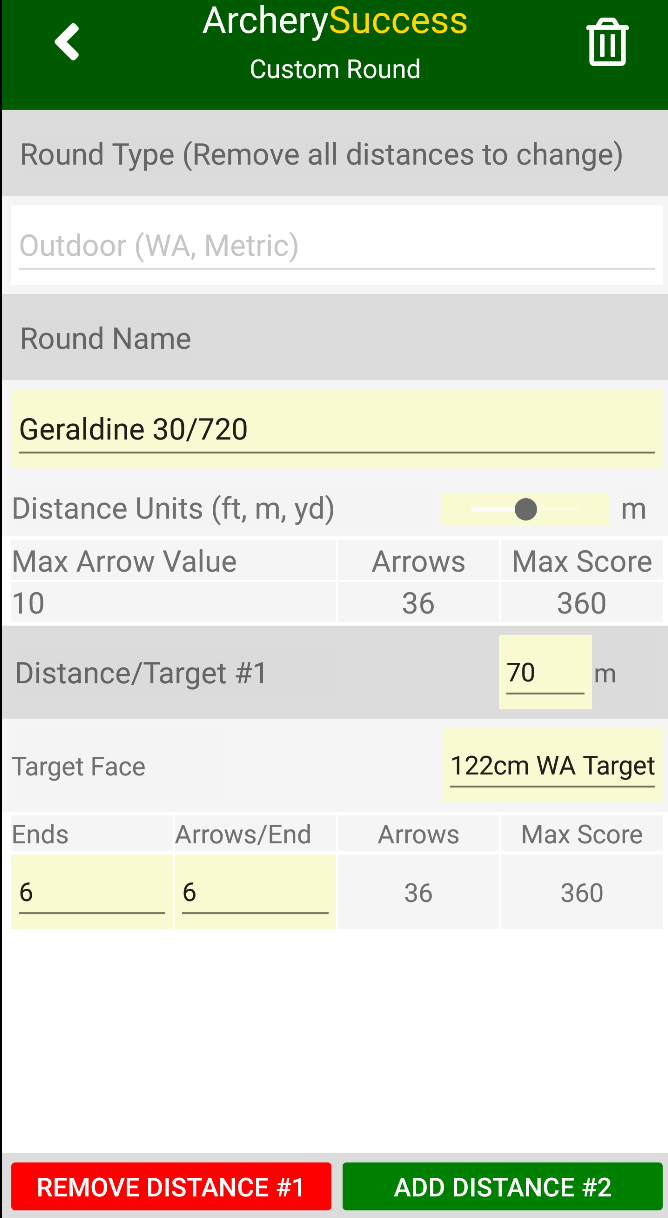 ArcherySuccess
Custom Round
Round Type (Remove all distances to change)
Outdoor (WA, Metric)
Round Name
Geraldine 30/720
Distance Units (ft, m, yd) m
Max Arrow Value Arrows Max Score
10 36 360
Distance/Target #1 70 m
Target Face 122cm WA Target
Ends Arrows/End Arrows Max Score
6 6 36 360
REMOVE DISTANCE #1 ADD DISTANCE #2